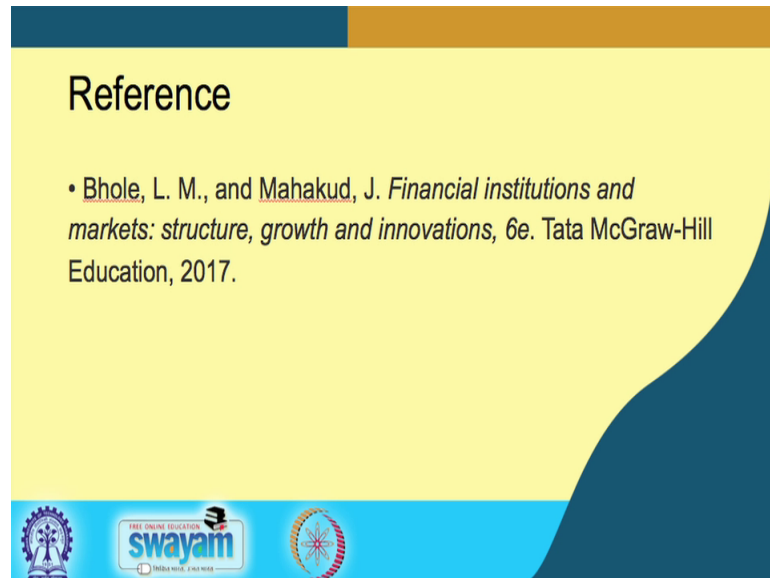 Reference
• Bhole, L. M., and Mahakud, J. Financial institutions and
markets: structure, growth and innovations, 6e. Tata McGraw-Hill
Education, 2017.
FREE ONLINE EDUCATION
swayam